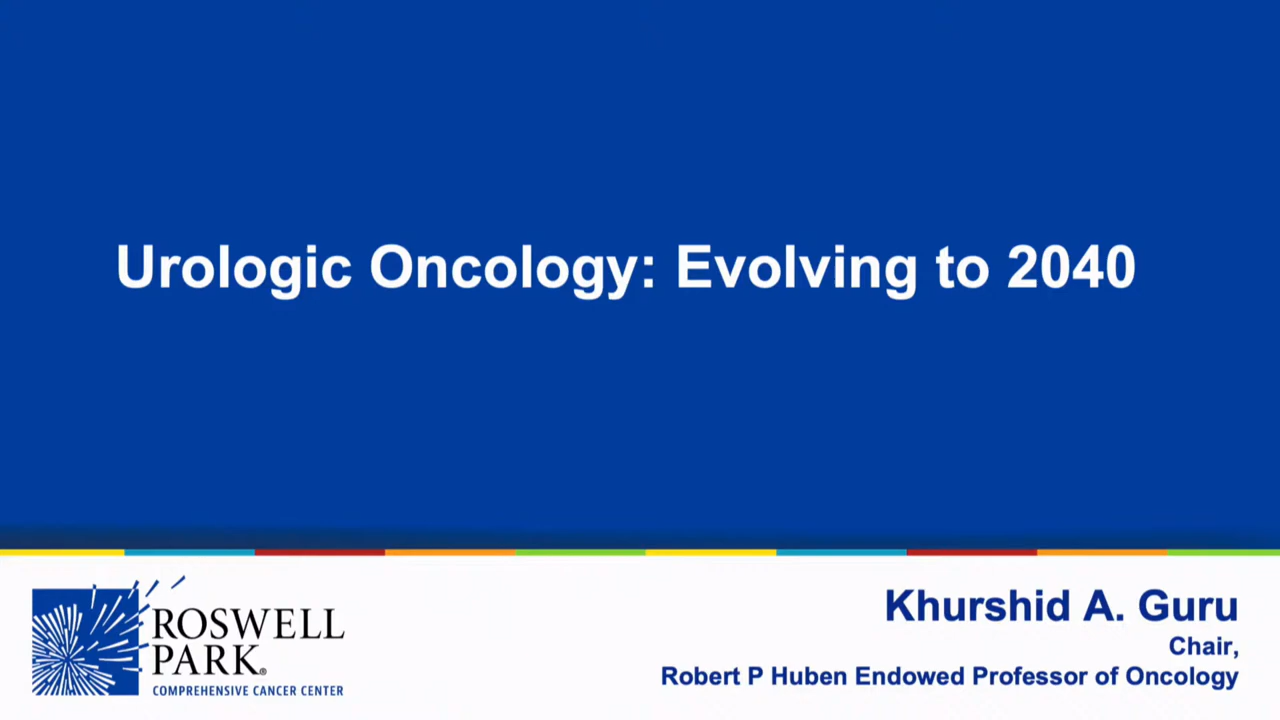 Urologic Oncology: Evolving to 2040
ROSWELL
PARK®
COMPREHENSIVE CANCER CENTER
Khurshid A. Guru
Chair,
Robert P Huben Endowed Professor of Oncology